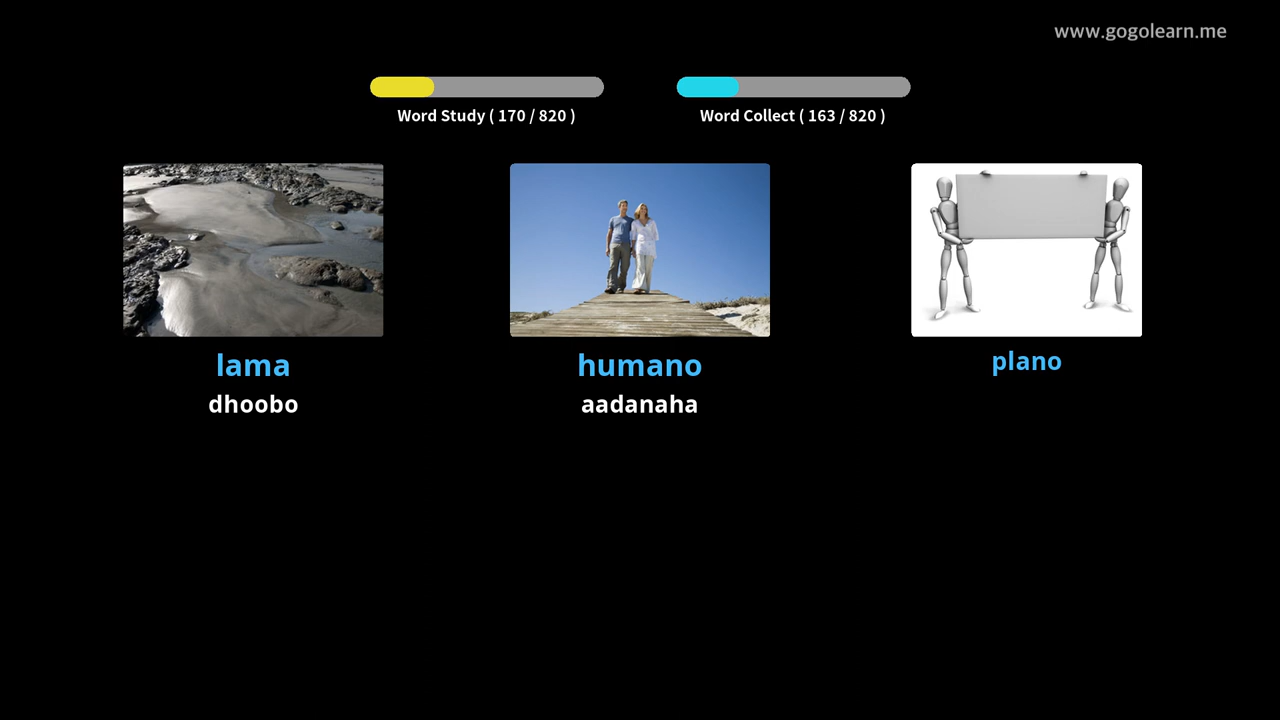 www.gogolearn.me
Word Study ( 170 / 820 )
Word Collect ( 163 / 820 )
lama
dhoobo
humano
aadanaha
plano